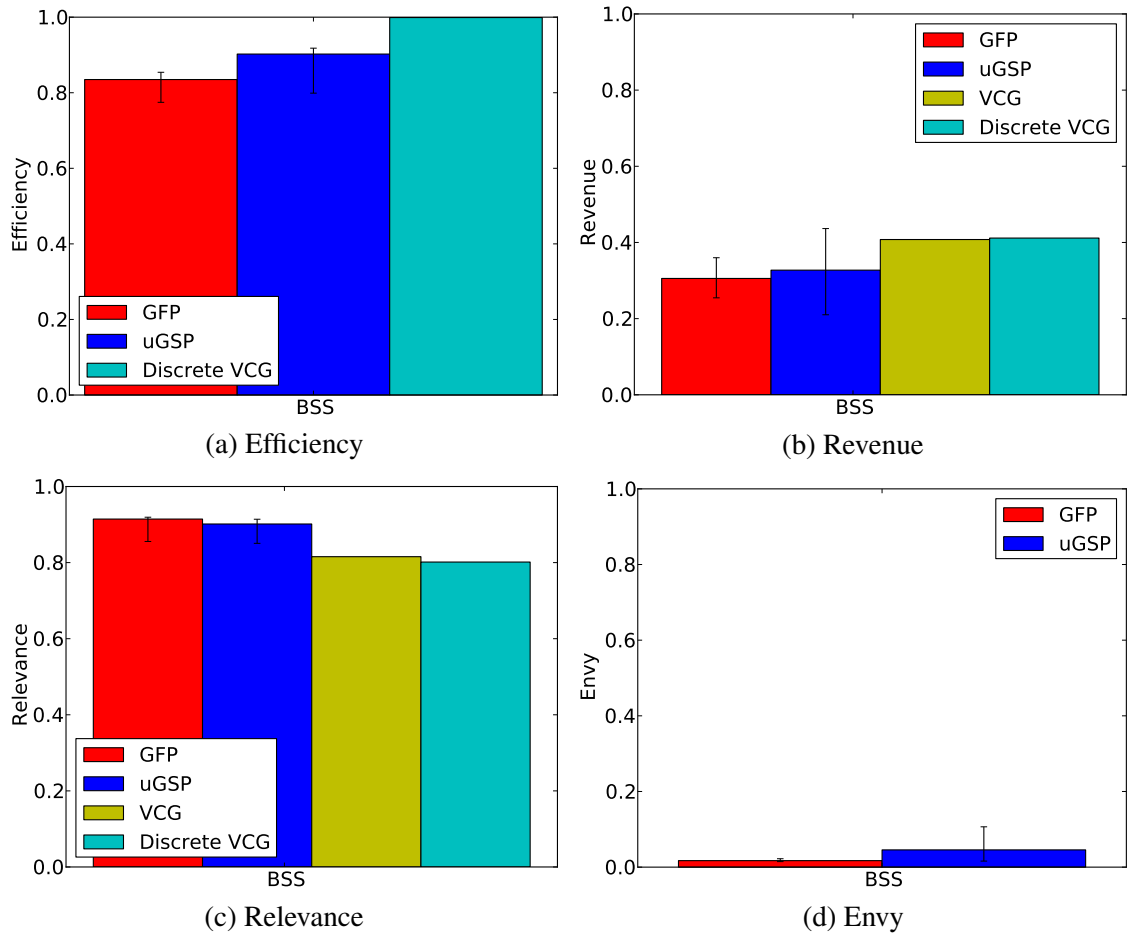 1.0
0.8
0.6
0.4
0.2
0.0
Efficiency
GFP
uGSP
Discrete VCG
BSS
(a) Efficiency
1.0
0.8
0.6
0.4
0.2
0.0
Revenue
GFP
uGSP
VCG
Discrete VCG
BSS
(b) Revenue
1.0
0.8
0.6
0.4
0.2
0.0
Relevance
GFP
uGSP
VCG
Discrete VCG
BSS
(c) Relevance
1.0
0.8
0.6
0.4
0.2
0.0
Envy
GFP
uGSP
BSS
(d) Envy